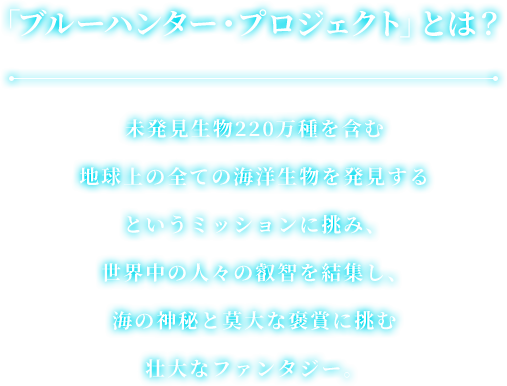 「ブルーハンター・プロジェクト」とは？
未発見生物220万種を含む
地球上の全ての海洋生物を発見する
というミッションに挑み、
世界中の人々の叡智を結集し、
海の神秘と莫大な褒賞に挑む
壮大なファンタジー。